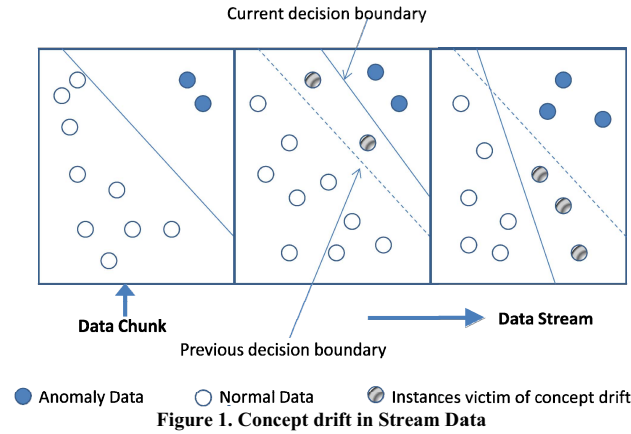 Current decision boundary
Data Chunk
Data Stream
Previous decision boundary
Anomaly Data
Normal Data
Instances victim of concept drift
Figure 1. Concept drift in Stream Data